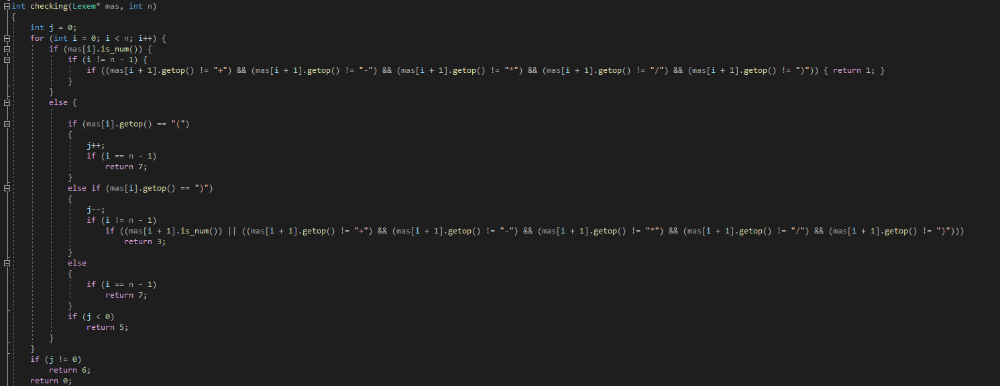 int checking(Lexem* mas, int n)
{
    int j = 0;
    for (int i = 0; i < n; i++) {
        if (mas[i].is_num()) {
            if (i != n - 1) {
                if ((mas[i + 1].getop() != "+") && (mas[i + 1].getop() != "-") && (mas[i + 1].getop() != "*") && (mas[i + 1].getop() != "/") && (mas[i + 1].getop() != ")")) { return 1; }
            }
        }
        else {
            if (mas[i].getop() == "(")
            {
                j++;
                if (i == n - 1)
                    return 7;
            }
            else if (mas[i].getop() == ")")
            {
                j--;
                if (i != n - 1)
                    if ((mas[i + 1].is_num()) || ((mas[i + 1].getop() != "+") && (mas[i + 1].getop() != "-") && (mas[i + 1].getop() != "*") && (mas[i + 1].getop() != "/") && (mas[i + 1].getop() != ")")))
                        return 3;
            }
            else
            {
                if (i == n - 1)
                    return 7;
            }
            if (j < 0)
                return 5;
        }
    }
    if (j != 0)
        return 6;
    return 0;